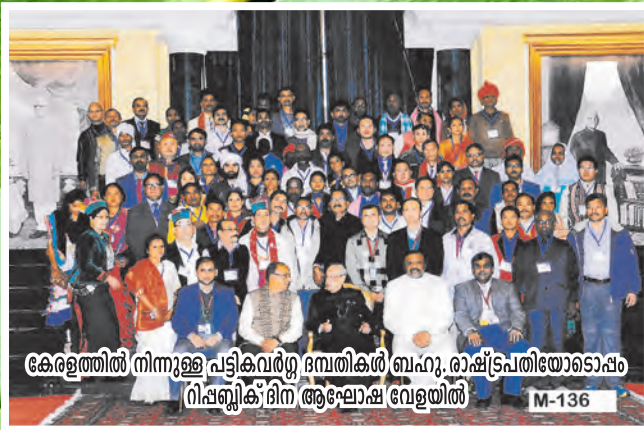 കേരളത്തിൽ നിന്നുള്ള പട്ടികവർഗ്ഗ ദമ്പതികൾ ബഹു. രാഷ്ട്രപതിയോടൊപ്പം
റിപ്പബ്ലിക് ദിന ആഘോഷ വേളയിൽ
M-136